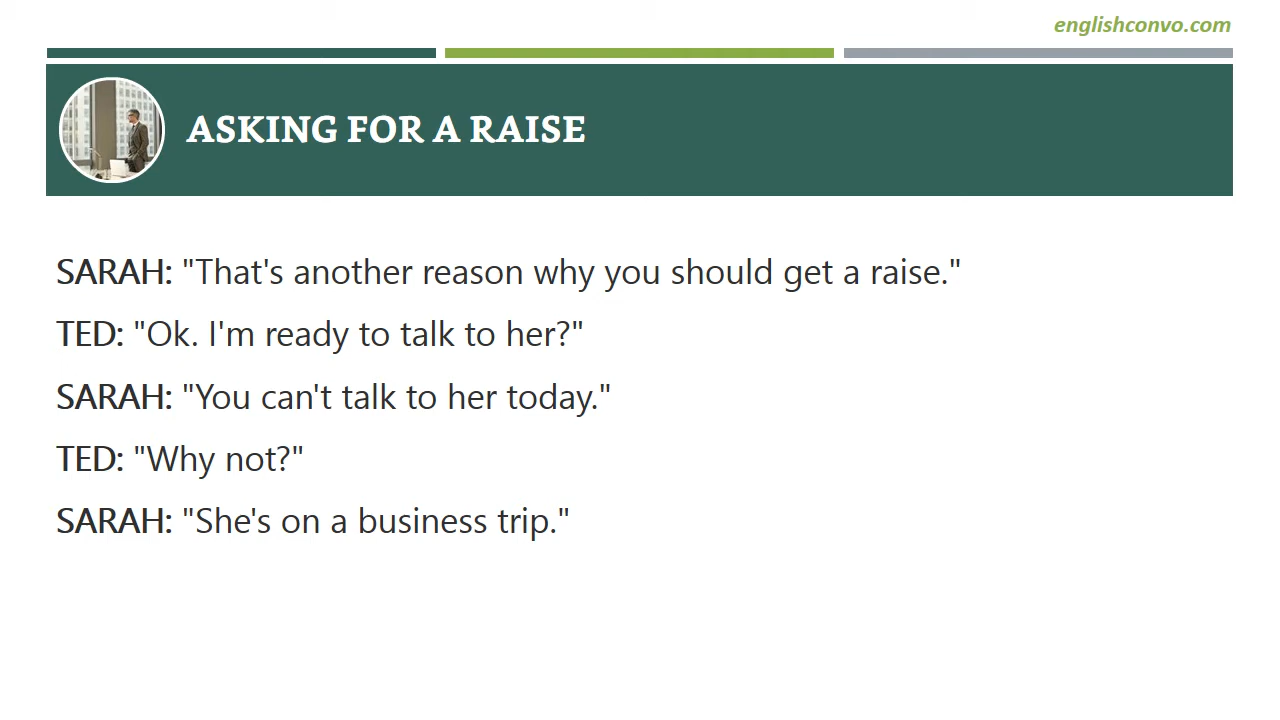 englishconvo.com
ASKING FOR A RAISE
SARAH: "That's another reason why you should get a raise."
TED: "Ok. I'm ready to talk to her?"
SARAH: "You can't talk to her today."
TED: "Why not?"
SARAH: "She's on a business trip."